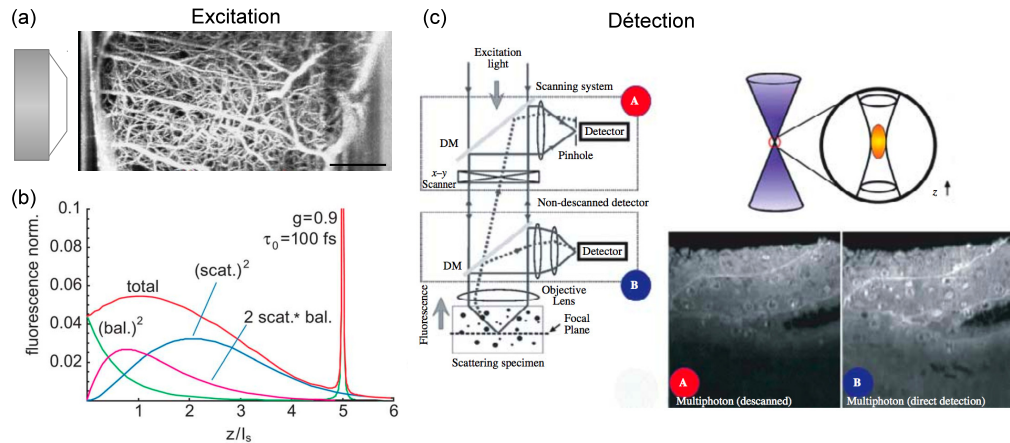 (a)
Excitation
(b)
fluorescence norm.
0.1
0.08
0.06
0.04
0.02
g=0.9
τ₀=100 fs
total
(scat.)²
(bal.)²
2 scat.* bal.
0
1
2
3
4
5
6
z/lₛ
(c)
Détection
Excitation
light
Scanning system
A
DM
Detector
Pinhole
x–y
Scanner
Non-descanned detector
DM
Detector
B
Fluorescence
Objective
Lens
Focal
Plane
Scattering specimen
z
A
Multiphoton (descanned)
B
Multiphoton (direct detection)